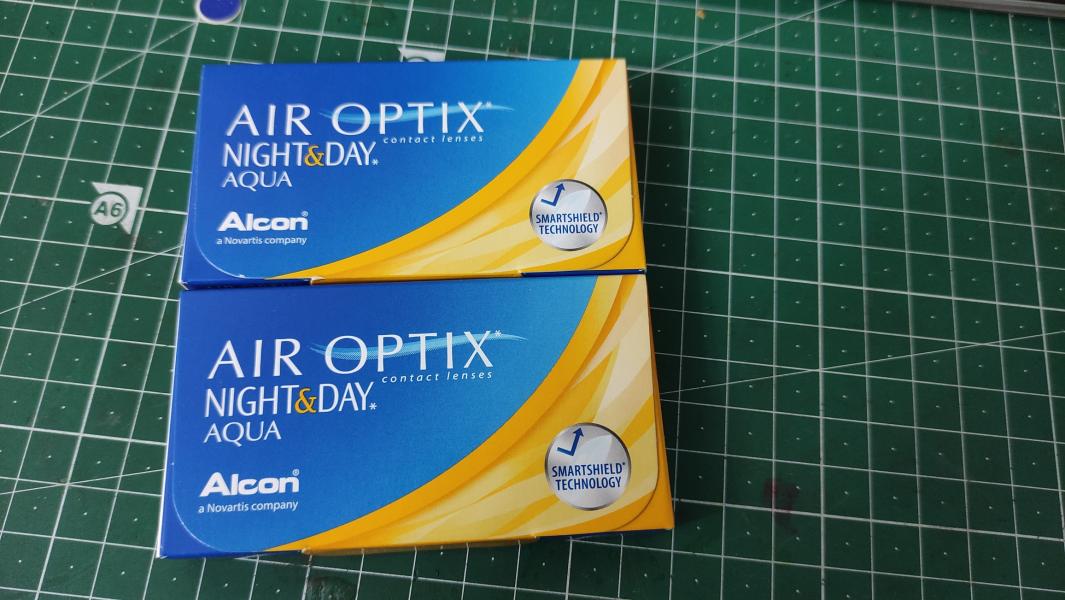 AIR OPTIX*
contact lenses
NIGHT&DAY*
AQUA
Alcon®
a Novartis company
SMARTSHIELD*
TECHNOLOGY
AIR OPTIX*
contact lenses
NIGHT&DAY*
AQUA
Alcon®
a Novartis company
SMARTSHIELD*
TECHNOLOGY
A6